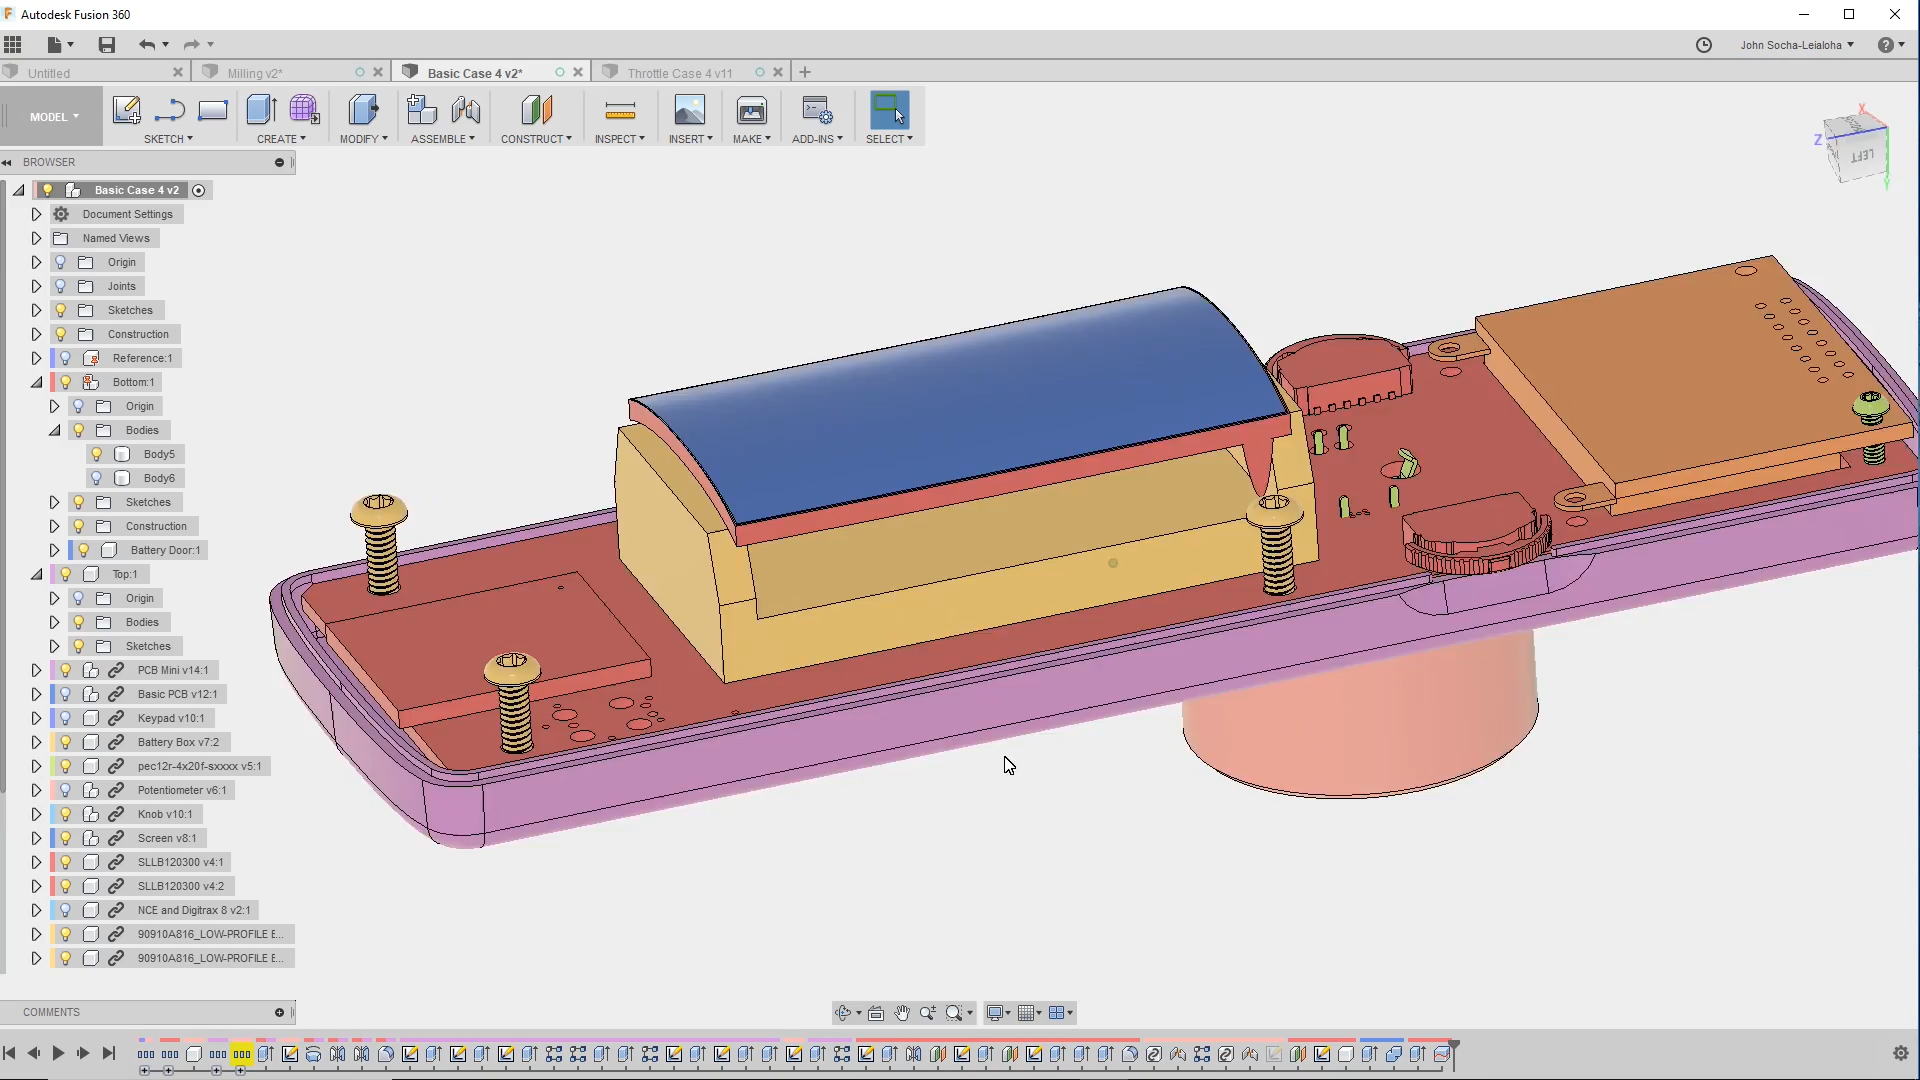 Autodesk Fusion 360
John Socha-Leialoha
Untitled
Milling v2*
Basic Case 4 v2*
Throttle Case 4 v11
MODEL
SKETCH
CREATE
MODIFY
ASSEMBLE
CONSTRUCT
INSPECT
INSERT
MAKE
ADD-INS
SELECT
X
Z
LEFT
Y
BROWSER
Basic Case 4 v2
Document Settings
Named Views
Origin
Joints
Sketches
Construction
Reference:1
Bottom:1
Origin
Bodies
Body5
Body6
Sketches
Construction
Battery Door:1
Top:1
Origin
Bodies
Sketches
PCB Mini v14:1
Basic PCB v12:1
Keypad v10:1
Battery Box v7:2
pec12r-4x20f-sxxxx v5:1
Potentiometer v6:1
Knob v10:1
Screen v8:1
SLLB120300 v4:1
SLLB120300 v4:2
NCE and Digitrax 8 v2:1
90910A816_LOW-PROFILE E...
90910A816_LOW-PROFILE E...
COMMENTS